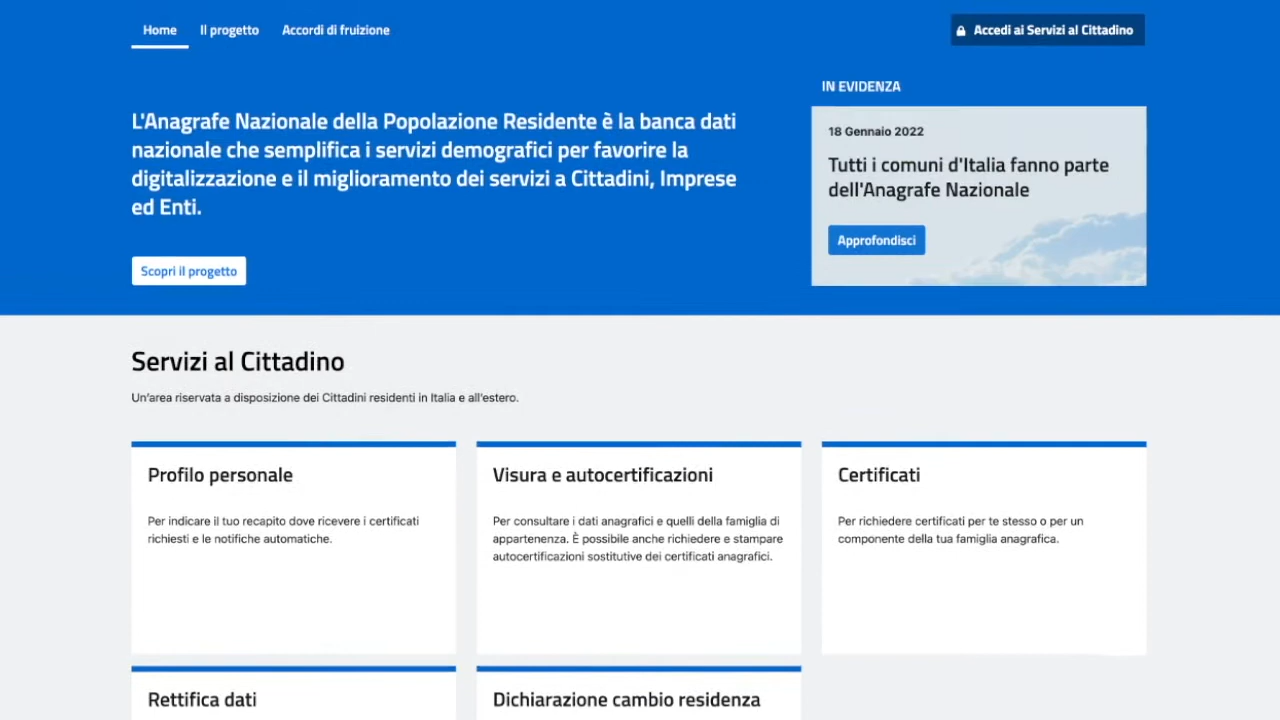 Home
Il progetto
Accordi di fruizione
Accedi ai Servizi al Cittadino
L'Anagrafe Nazionale della Popolazione Residente è la banca dati
nazionale che semplifica i servizi demografici per favorire la
digitalizzazione e il miglioramento dei servizi a Cittadini, Imprese
ed Enti.
Scopri il progetto
IN EVIDENZA
18 Gennaio 2022
Tutti i comuni d'Italia fanno parte
dell'Anagrafe Nazionale
Approfondisci
Servizi al Cittadino
Un'area riservata a disposizione dei Cittadini residenti in Italia e all'estero.
Profilo personale
Per indicare il tuo recapito dove ricevere i certificati
richiesti e le notifiche automatiche.
Visura e autocertificazioni
Per consultare i dati anagrafici e quelli della famiglia di
appartenenza. È possibile anche richiedere e stampare
autocertificazioni sostitutive dei certificati anagrafici.
Certificati
Per richiedere certificati per te stesso o per un
componente della tua famiglia anagrafica.
Rettifica dati
Dichiarazione cambio residenza